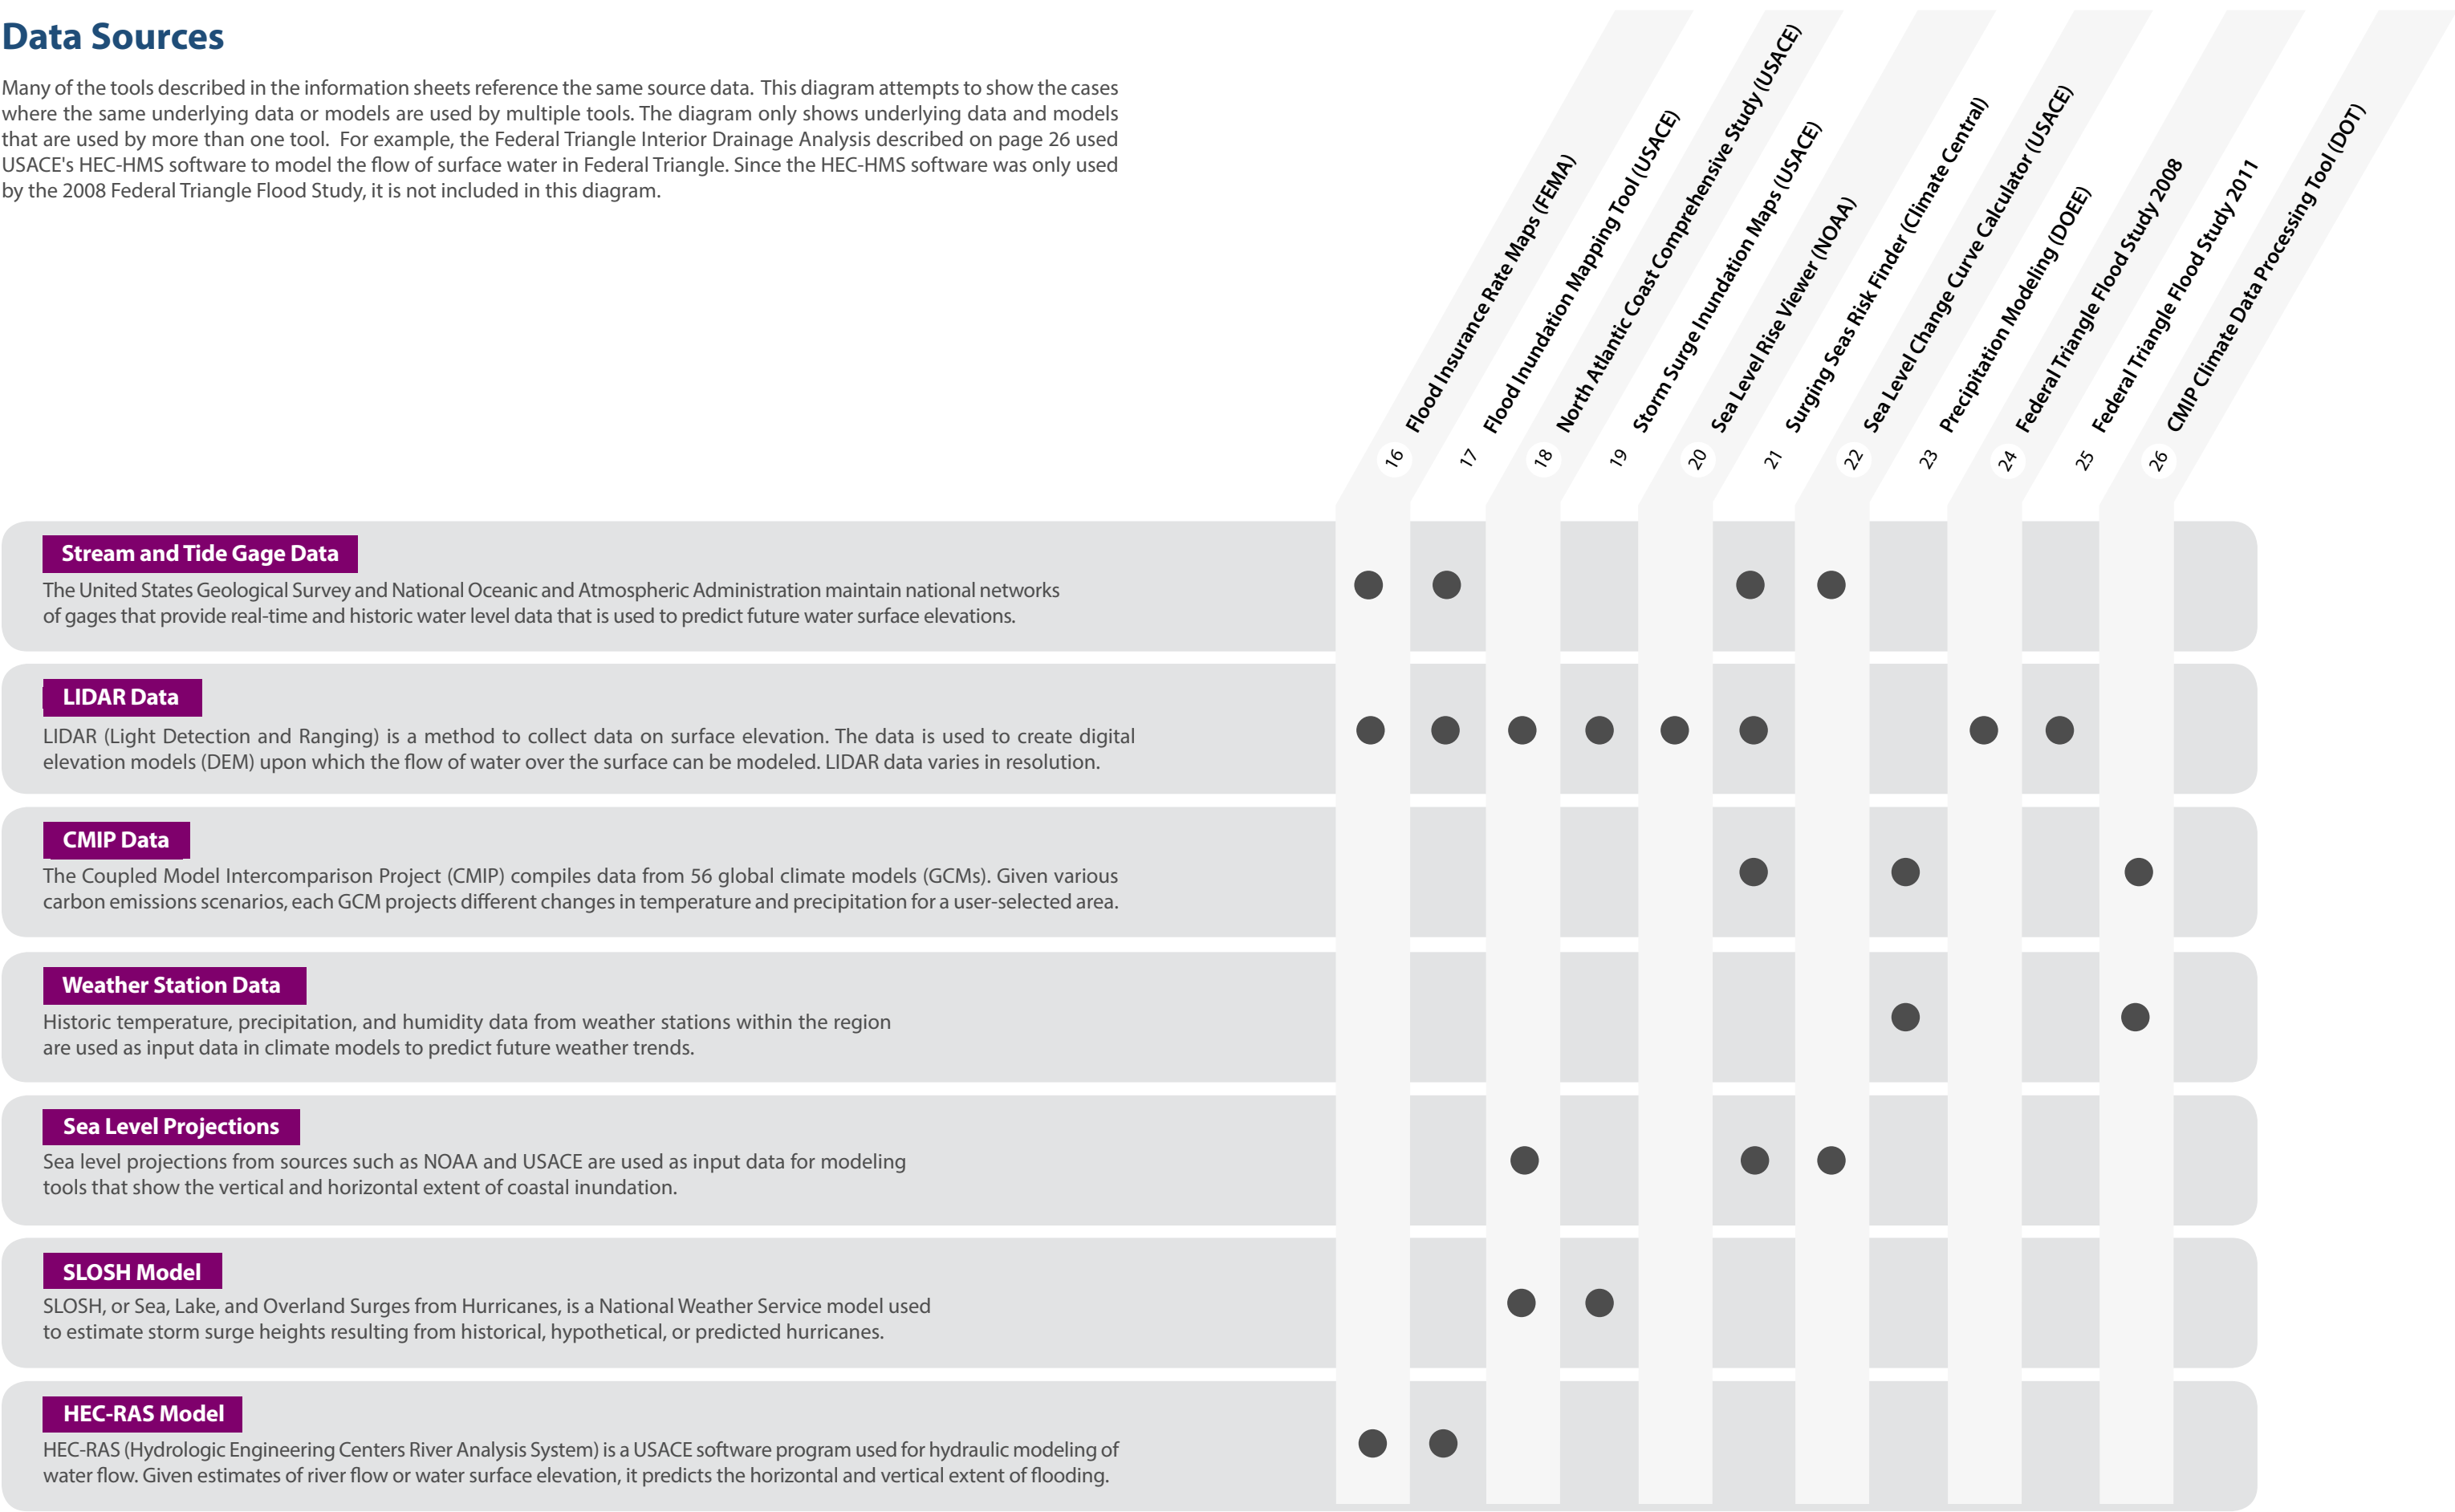 Data Sources
Many of the tools described in the information sheets reference the same source data. This diagram attempts to show the cases
where the same underlying data or models are used by multiple tools. The diagram only shows underlying data and models
that are used by more than one tool. For example, the Federal Triangle Interior Drainage Analysis described on page 26 used
USACE's HEC-HMS software to model the flow of surface water in Federal Triangle. Since the HEC-HMS software was only used
by the 2008 Federal Triangle Flood Study, it is not included in this diagram.
16 Flood Insurance Rate Maps (FEMA)
17 Flood Inundation Mapping Tool (USACE)
18 North Atlantic Coast Comprehensive Study (USACE)
19 Storm Surge Inundation Maps (USACE)
20 Sea Level Rise Viewer (NOAA)
21 Surging Seas Risk Finder (Climate Central)
22 Sea Level Change Curve Calculator (USACE)
23 Precipitation Modeling (DOEE)
24 Federal Triangle Flood Study 2008
25 Federal Triangle Flood Study 2011
26 CMIP Climate Data Processing Tool (DOT)
Stream and Tide Gage Data
The United States Geological Survey and National Oceanic and Atmospheric Administration maintain national networks
of gages that provide real-time and historic water level data that is used to predict future water surface elevations.
LIDAR Data
LIDAR (Light Detection and Ranging) is a method to collect data on surface elevation. The data is used to create digital
elevation models (DEM) upon which the flow of water over the surface can be modeled. LIDAR data varies in resolution.
CMIP Data
The Coupled Model Intercomparison Project (CMIP) compiles data from 56 global climate models (GCMs). Given various
carbon emissions scenarios, each GCM projects different changes in temperature and precipitation for a user-selected area.
Weather Station Data
Historic temperature, precipitation, and humidity data from weather stations within the region
are used as input data in climate models to predict future weather trends.
Sea Level Projections
Sea level projections from sources such as NOAA and USACE are used as input data for modeling
tools that show the vertical and horizontal extent of coastal inundation.
SLOSH Model
SLOSH, or Sea, Lake, and Overland Surges from Hurricanes, is a National Weather Service model used
to estimate storm surge heights resulting from historical, hypothetical, or predicted hurricanes.
HEC-RAS Model
HEC-RAS (Hydrologic Engineering Centers River Analysis System) is a USACE software program used for hydraulic modeling of
water flow. Given estimates of river flow or water surface elevation, it predicts the horizontal and vertical extent of flooding.